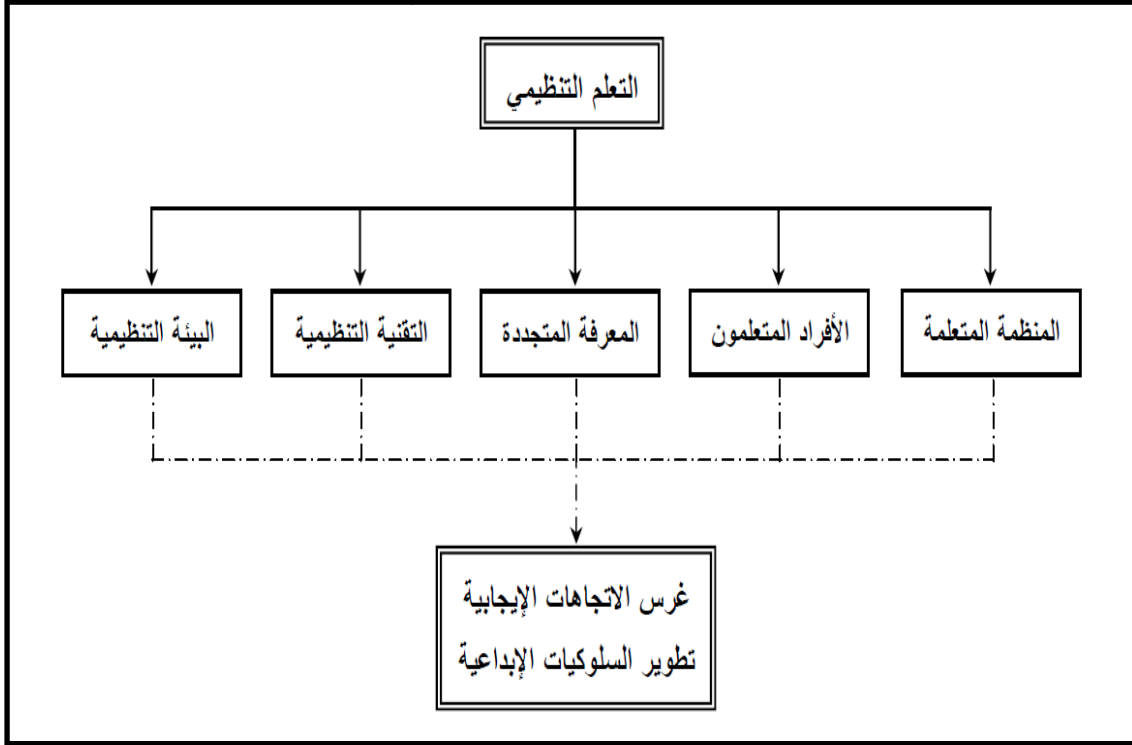 التعلم التنظيمي
المنظمة المتعلمة
الأفراد المتعلمون
المعرفة المتجددة
التقنية التنظيمية
البيئة التنظيمية
غرس الاتجاهات الإيجابية
تطوير السلوكيات الإبداعية